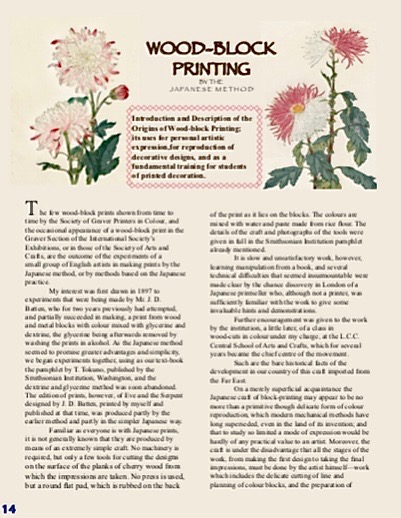 WOOD-BLOCK
PRINTING
BY THE
JAPANESE METHOD
Introduction and Description of the
Origins of Wood-block Printing;
its uses for personal artistic
expression,for reproduction of
decorative designs, and as a
fundamental training for students
of printed decoration.
The few wood-block prints shown from time to
time by the Society of Graver Printers in Colour, and
the occasional appearance of a wood-block print in the
Graver Section of the International Society's
Exhibitions, or in those of the Society of Arts and
Crafts, are the outcome of the experiments of a
small group of English artists in making prints by the
Japanese method, or by methods based on the Japanese
practice.
My interest was first drawn in 1897 to
experiments that were being made by Mr. J. D.
Batten, who for two years previously had attempted,
and partially succeeded in making, a print from wood
and metal blocks with colour mixed with glycerine and
dextrine, the glycerine being afterwards removed by
washing the prints in alcohol. As the Japanese method
seemed to promise greater advantages and simplicity,
we began experiments together, using as our text-book
the pamphlet by T. Tokuno, published by the
Smithsonian Institution, Washington, and the
dextrine and glycerine method was soon abandoned.
The edition of prints, however, of Eve and the Serpent
designed by J. D. Batten, printed by myself and
published at that time, was produced partly by the
earlier method and partly in the simpler Japanese way.
Familiar as everyone is with Japanese prints,
it is not generally known that they are produced by
means of an extremely simple craft. No machinery is
required, but only a few tools for cutting the designs
on the surface of the planks of cherry wood from
which the impressions are taken. No press is used,
but a round flat pad, which is rubbed on the back
of the print as it lies on the blocks. The colours are
mixed with water and paste made from rice flour. The
details of the craft and photographs of the tools were
given in full in the Smithsonian Institution pamphlet
already mentioned.
It is slow and unsatisfactory work, however,
learning manipulation from a book, and several
technical difficulties that seemed insurmountable were
made clear by the chance discovery in London of a
Japanese printseller who, although not a printer, was
sufficiently familiar with the work to give some
invaluable hints and demonstrations.
Further encouragement was given to the work
by the institution, a little later, of a class in
wood-cuts in colour under my charge, at the L.C.C.
Central School of Arts and Crafts, which for several
years became the chief centre of the movement.
Such are the bare historical facts of the
development in our country of this craft imported from
the Far East.
On a merely superficial acquaintance the
Japanese craft of block-printing may appear to be no
more than a primitive though delicate form of colour
reproduction, which modern mechanical methods have
long superseded, even in the land of its invention; and
that to study so limited a mode of expression would be
hardly of any practical value to an artist. Moreover, the
craft is under the disadvantage that all the stages of the
work, from making the first design to taking the final
impressions, must be done by the artist himself—work
which includes the delicate cutting of line and
planning of colour blocks, and the preparation of
14